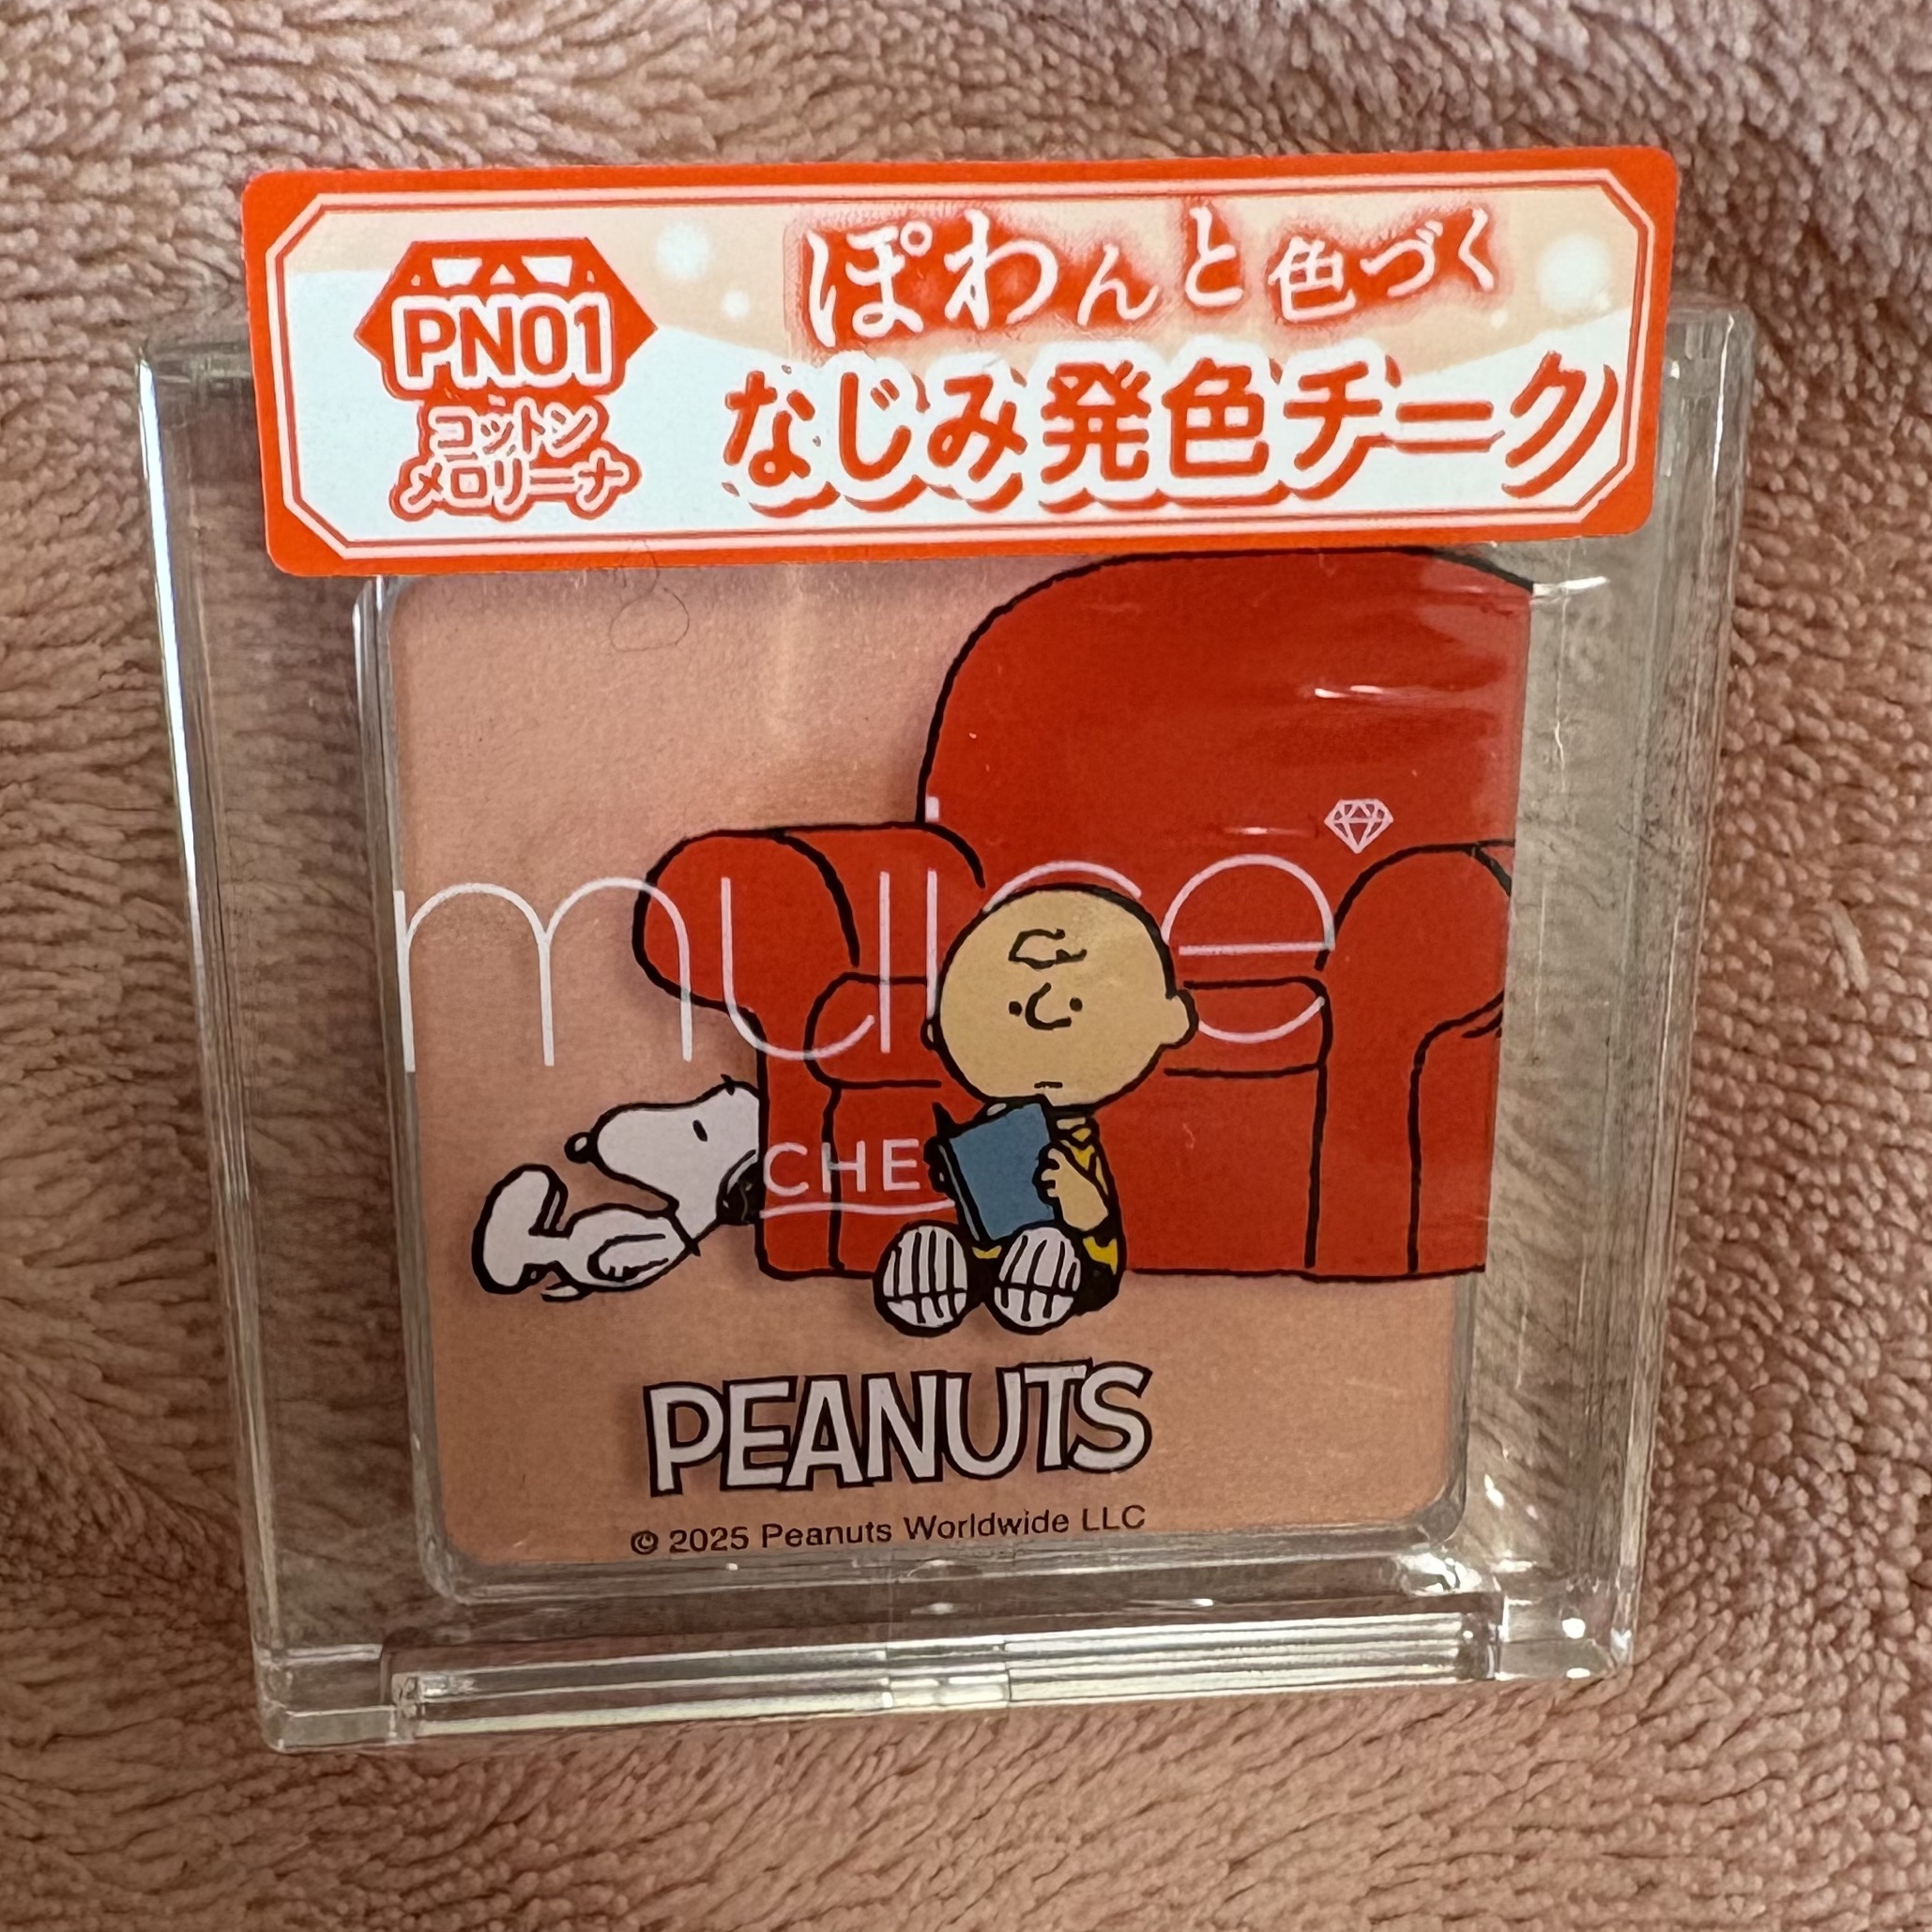 PN01
コットン
メロリーナ
ぽわんと色づく
なじみ発色チーク
CHE
PEANUTS
© 2025 Peanuts Worldwide LLC